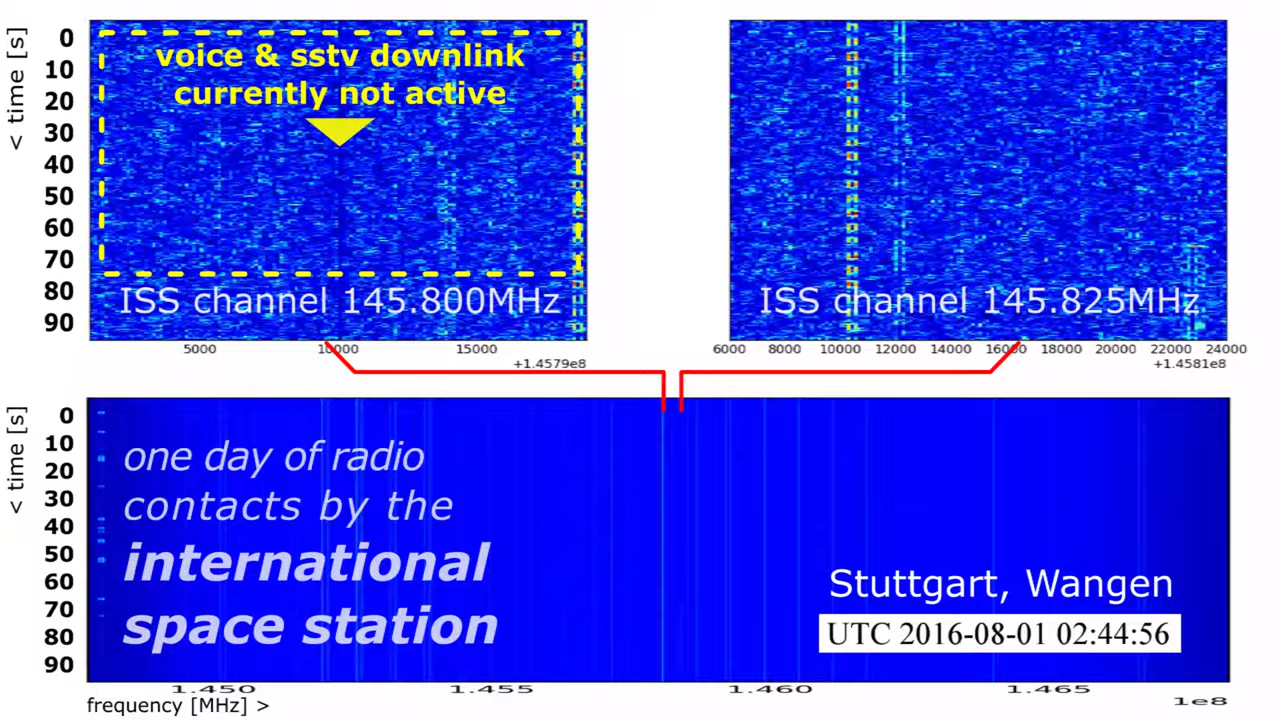 < time [s]
0
10
20
30
40
50
60
70
80
90
voice & sstv downlink
currently not active
ISS channel 145.800MHz
5000 10000 15000
+1.4579e8
ISS channel 145.825MHz
6000 8000 10000 12000 14000 16000 18000 20000 22000 24000
+1.4581e8
< time [s]
0
10
20
30
40
50
60
70
80
90
one day of radio
contacts by the
international
space station
Stuttgart, Wangen
UTC 2016-08-01 02:44:56
1.450 1.455 1.460 1.465
1e8
frequency [MHz] >